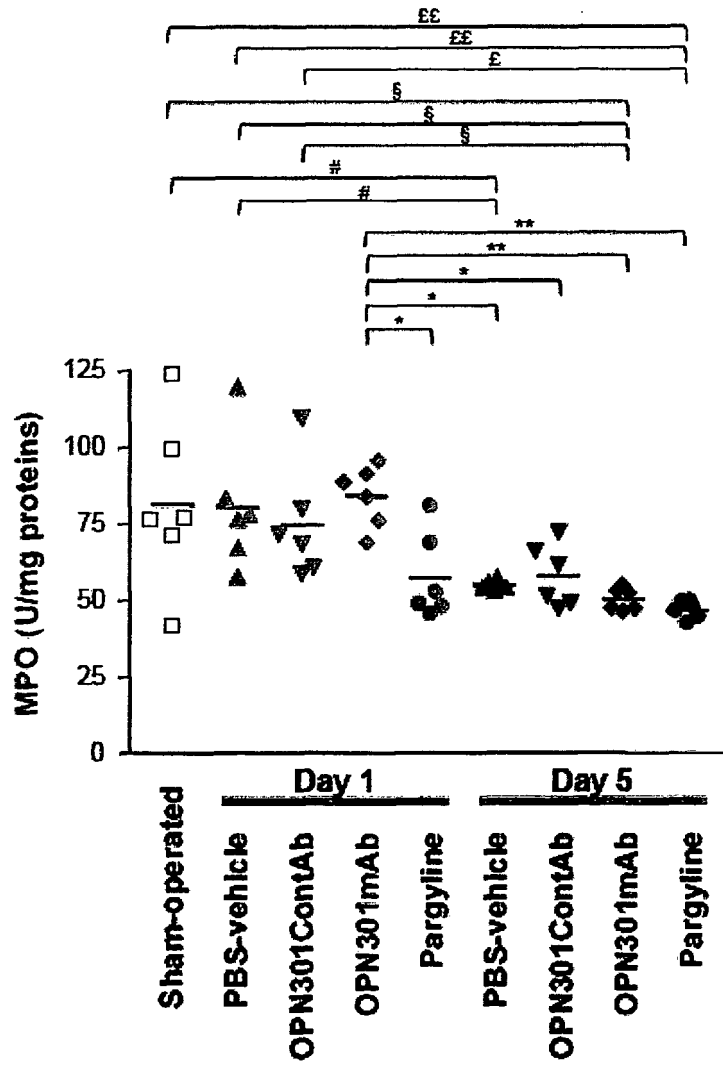 ££
££
£
§
§
§
#
#
**
**
*
*
*
125
100
75
50
25
0
MPO (U/mg proteins)
Day 1
Day 5
Sham-operated
PBS-vehicle
OPN301ContAb
OPN301mAb
Pargyline
PBS-vehicle
OPN301ContAb
OPN301mAb
Pargyline